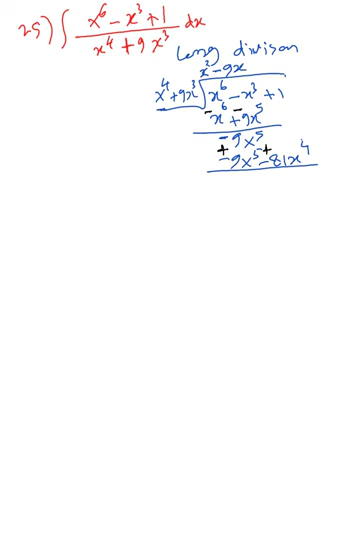 25) ∫ x⁶ - x³ + 1 / x⁴ + 9x³ dx
Long divison
x² - 9x
x⁴ + 9x³ ) x⁶ - x³ + 1
- x⁶ + 9x⁵ -
- 9x⁵
+ - 9x⁵ - 81x⁴ +